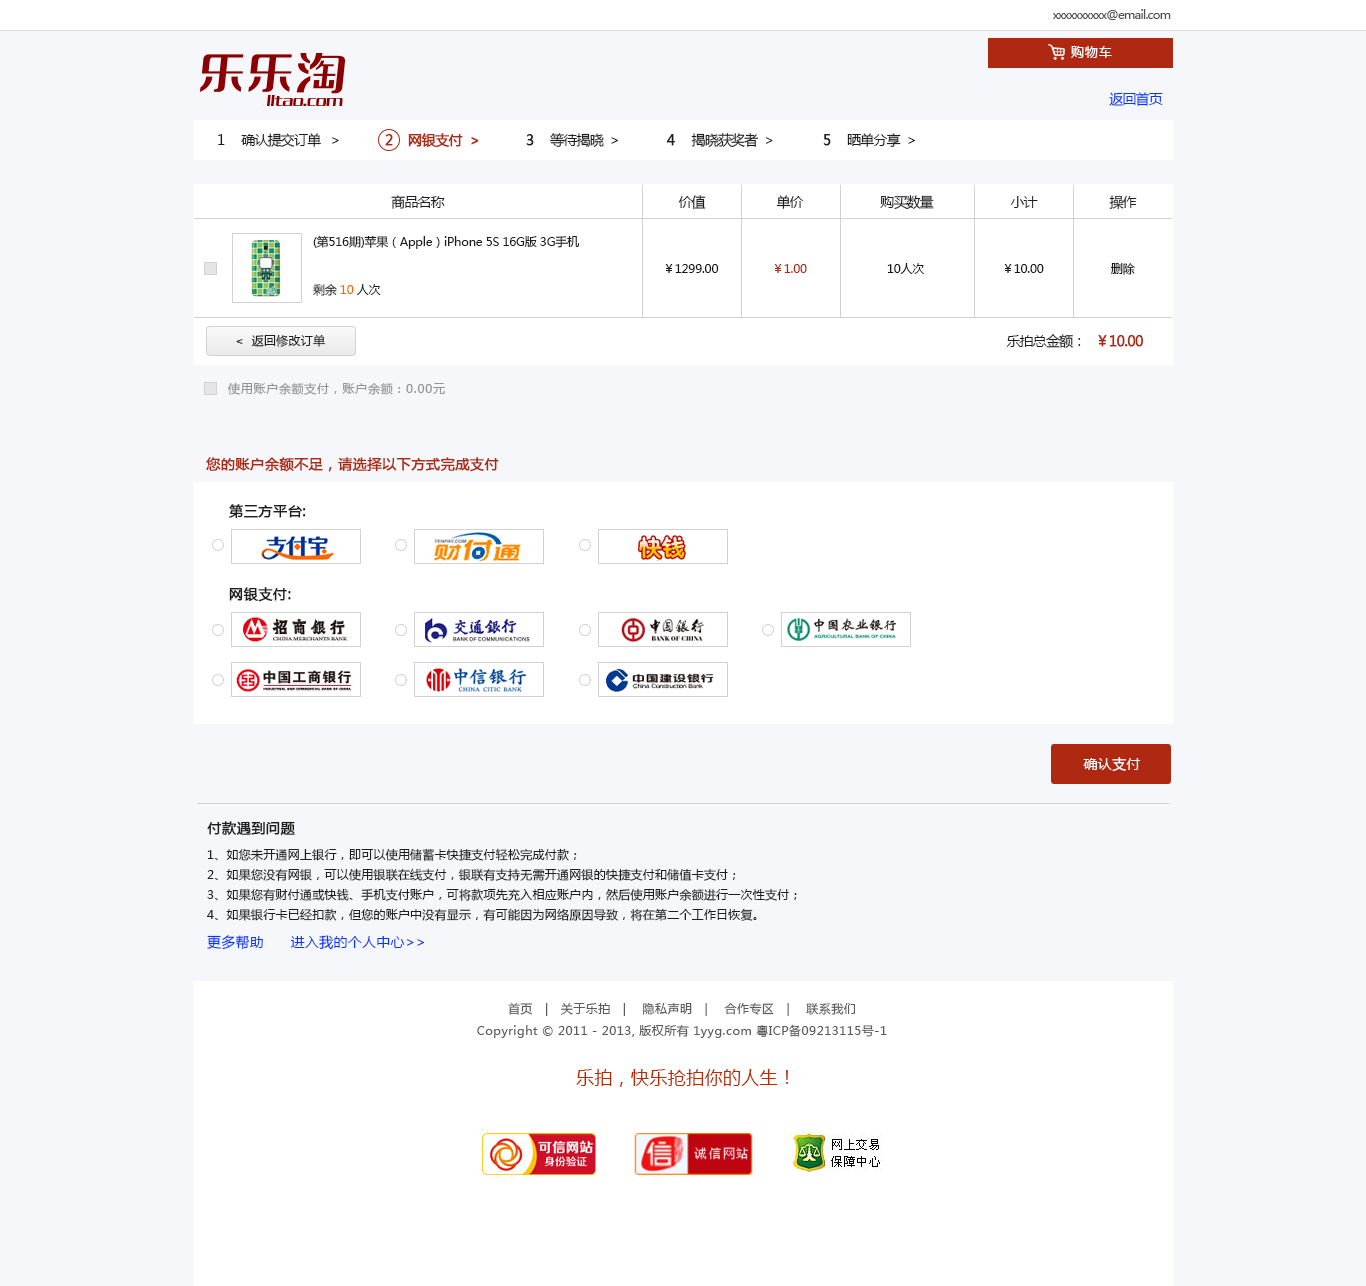 xxxxxxxxxx@email.com
购物车
乐乐淘
lltao.com
返回首页
1 确认提交订单 > 2 网银支付 > 3 等待揭晓 > 4 揭晓获奖者 > 5 晒单分享 >
商品名称 价值 单价 购买数量 小计 操作
(第516期)苹果（Apple）iPhone 5S 16G版 3G手机
￥1299.00 ￥1.00 10人次 ￥10.00 删除
剩余 10 人次
< 返回修改订单 乐拍总金额： ￥10.00
使用账户余额支付，账户余额：0.00元
您的账户余额不足，请选择以下方式完成支付
第三方平台:
支付宝 TENPAY.COM 财付通 快钱
网银支付:
招商银行 CHINA MERCHANTS BANK 交通银行 BANK OF COMMUNICATIONS 中国银行 BANK OF CHINA 中国农业银行 AGRICULTURAL BANK OF CHINA
中国工商银行 INDUSTRIAL AND COMMERCIAL BANK OF CHINA 中信银行 CHINA CITIC BANK 中国建设银行 China Construction Bank
确认支付
付款遇到问题
1、如您未开通网上银行，即可以使用储蓄卡快捷支付轻松完成付款；
2、如果您没有网银，可以使用银联在线支付，银联有支持无需开通网银的快捷支付和储值卡支付；
3、如果您有财付通或快钱、手机支付账户，可将款项先充入相应账户内，然后使用账户余额进行一次性支付；
4、如果银行卡已经扣款，但您的账户中没有显示，有可能因为网络原因导致，将在第二个工作日恢复。
更多帮助 进入我的个人中心>>
首页 | 关于乐拍 | 隐私声明 | 合作专区 | 联系我们
Copyright © 2011 - 2013, 版权所有 1yyg.com 粤ICP备09213115号-1
乐拍，快乐抢拍你的人生！
可信网站 身份验证
信 诚信网站
网上交易
保障中心